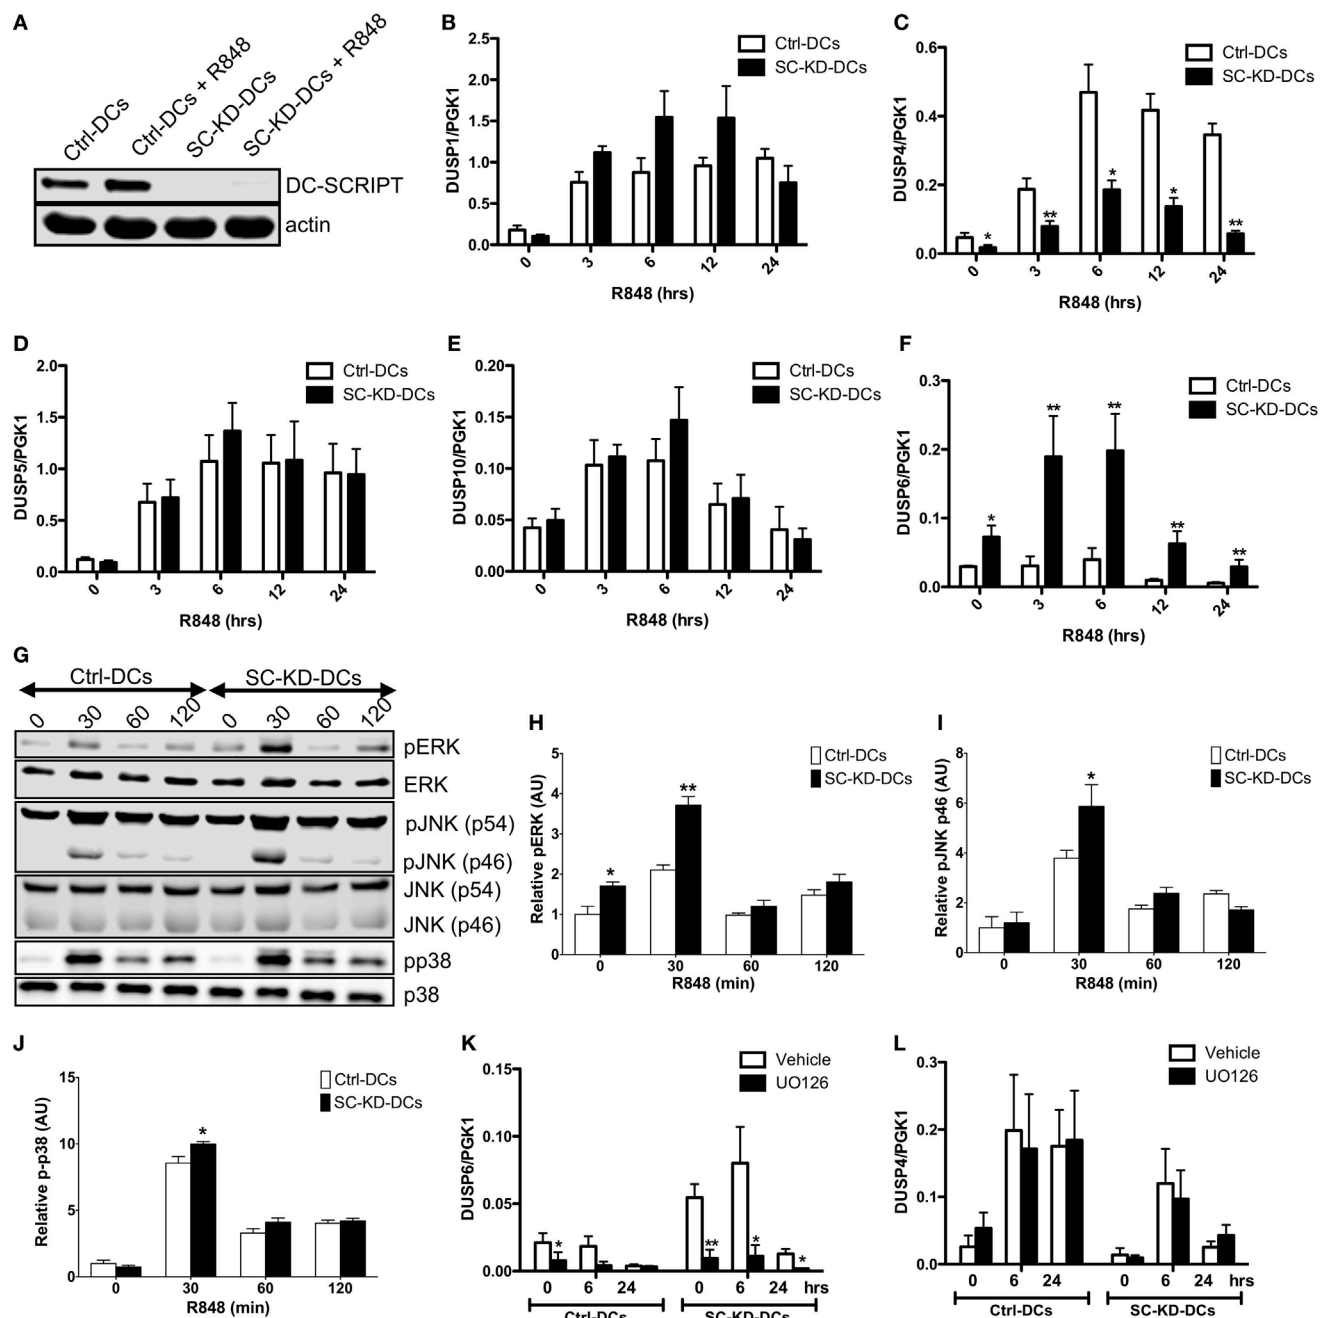 A
Ctrl-DCs
Ctrl-DCs + R848
SC-KD-DCs
SC-KD-DCs + R848
DC-SCRIPT
actin
B
DUSP1/PGK1
2.5
2.0
1.5
1.0
0.5
0.0
Ctrl-DCs
SC-KD-DCs
0 3 6 12 24
R848 (hrs)
C
DUSP4/PGK1
0.6
0.4
0.2
0.0
Ctrl-DCs
SC-KD-DCs
* ** * * **
0 3 6 12 24
R848 (hrs)
D
DUSP5/PGK1
2.0
1.5
1.0
0.5
0.0
Ctrl-DCs
SC-KD-DCs
0 3 6 12 24
R848 (hrs)
E
DUSP10/PGK1
0.20
0.15
0.10
0.05
0.00
Ctrl-DCs
SC-KD-DCs
0 3 6 12 24
R848 (hrs)
F
DUSP6/PGK1
0.3
0.2
0.1
0.0
Ctrl-DCs
SC-KD-DCs
* ** ** ** **
0 3 6 12 24
R848 (hrs)
G
Ctrl-DCs SC-KD-DCs
0 30 60 120 0 30 60 120
pERK
ERK
pJNK (p54)
pJNK (p46)
JNK (p54)
JNK (p46)
pp38
p38
H
Relative pERK (AU)
5
4
3
2
1
0
Ctrl-DCs
SC-KD-DCs
* **
0 30 60 120
R848 (min)
I
Relative pJNK p46 (AU)
8
6
4
2
0
Ctrl-DCs
SC-KD-DCs
*
0 30 60 120
R848 (min)
J
Relative p-p38 (AU)
15
10
5
0
Ctrl-DCs
SC-KD-DCs
*
0 30 60 120
R848 (min)
K
DUSP6/PGK1
0.15
0.10
0.05
0.00
Vehicle
UO126
* ** * *
0 6 24 0 6 24 hrs
Ctrl-DCs SC-KD-DCs
L
DUSP4/PGK1
0.3
0.2
0.1
0.0
Vehicle
UO126
0 6 24 0 6 24 hrs
Ctrl-DCs SC-KD-DCs